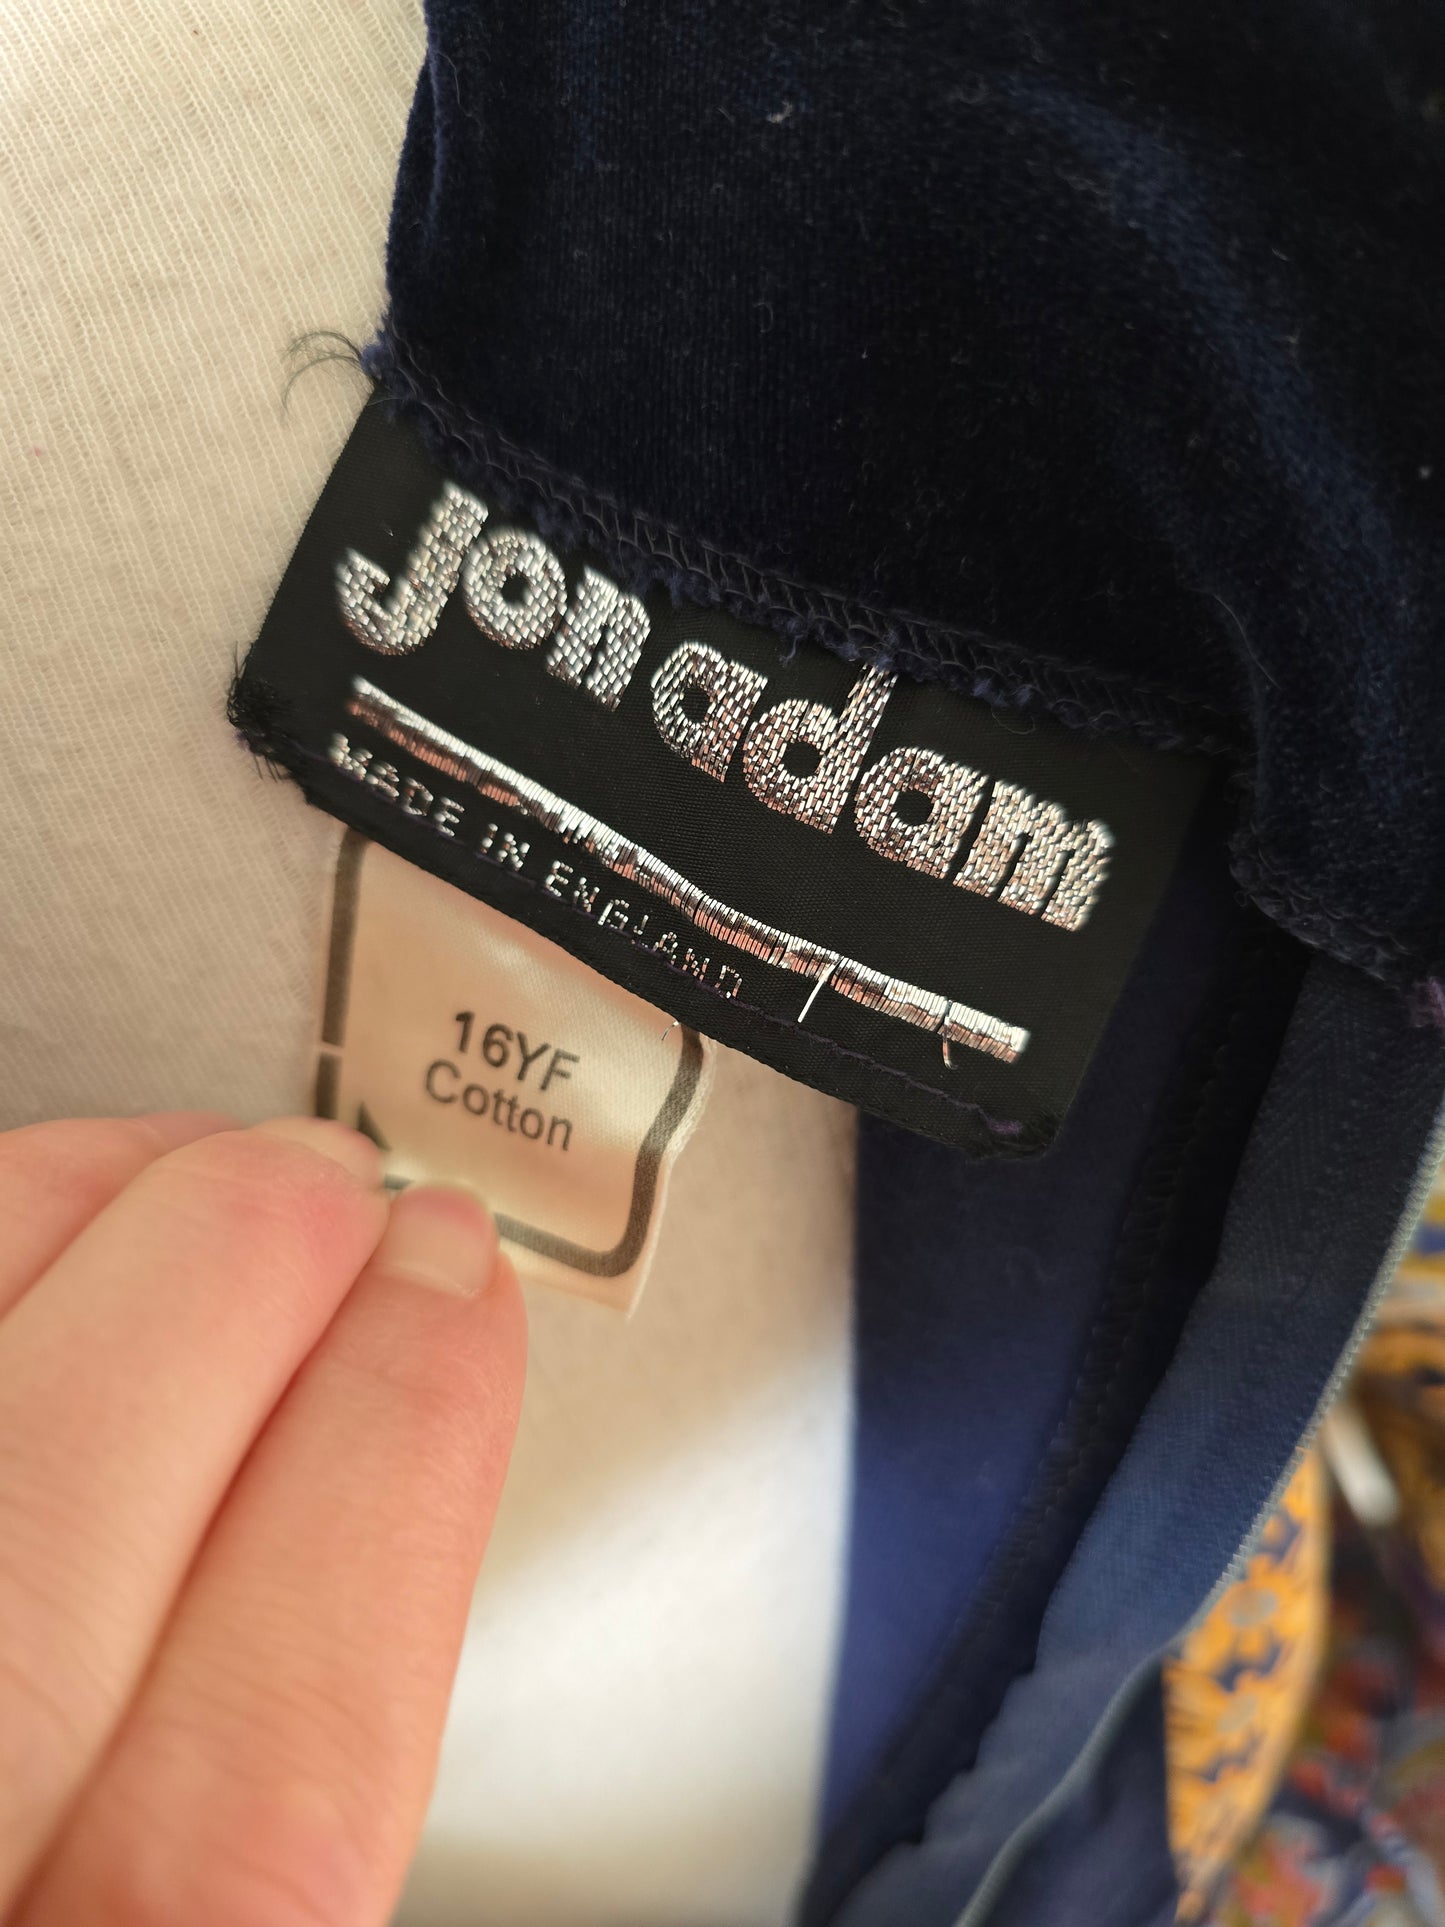 Jon adam
MADE IN ENGLAND
16YF
Cotton